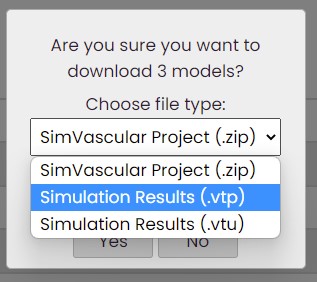 Are you sure you want to
download 3 models?
Choose file type:
SimVascular Project (.zip)
SimVascular Project (.zip)
Simulation Results (.vtp)
Simulation Results (.vtu)
Yes No